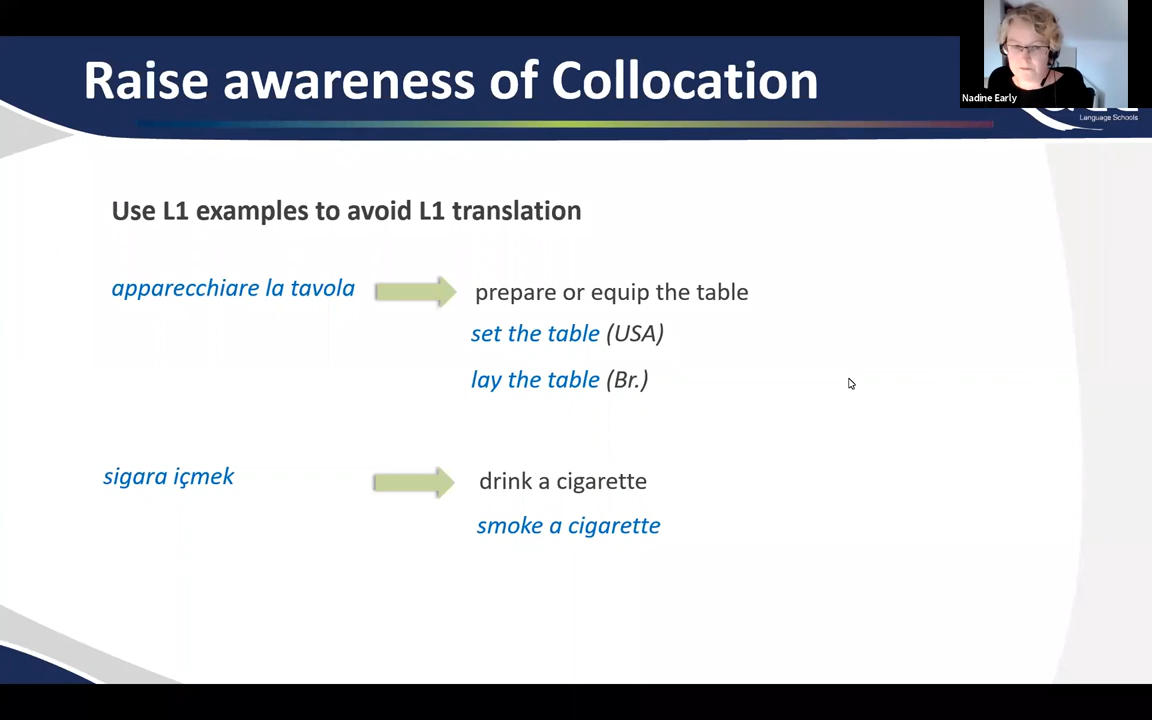 Raise awareness of Collocation
Nadine Early
Language Schools
Use L1 examples to avoid L1 translation
apparecchiare la tavola
prepare or equip the table
set the table (USA)
lay the table (Br.)
sigara içmek
drink a cigarette
smoke a cigarette